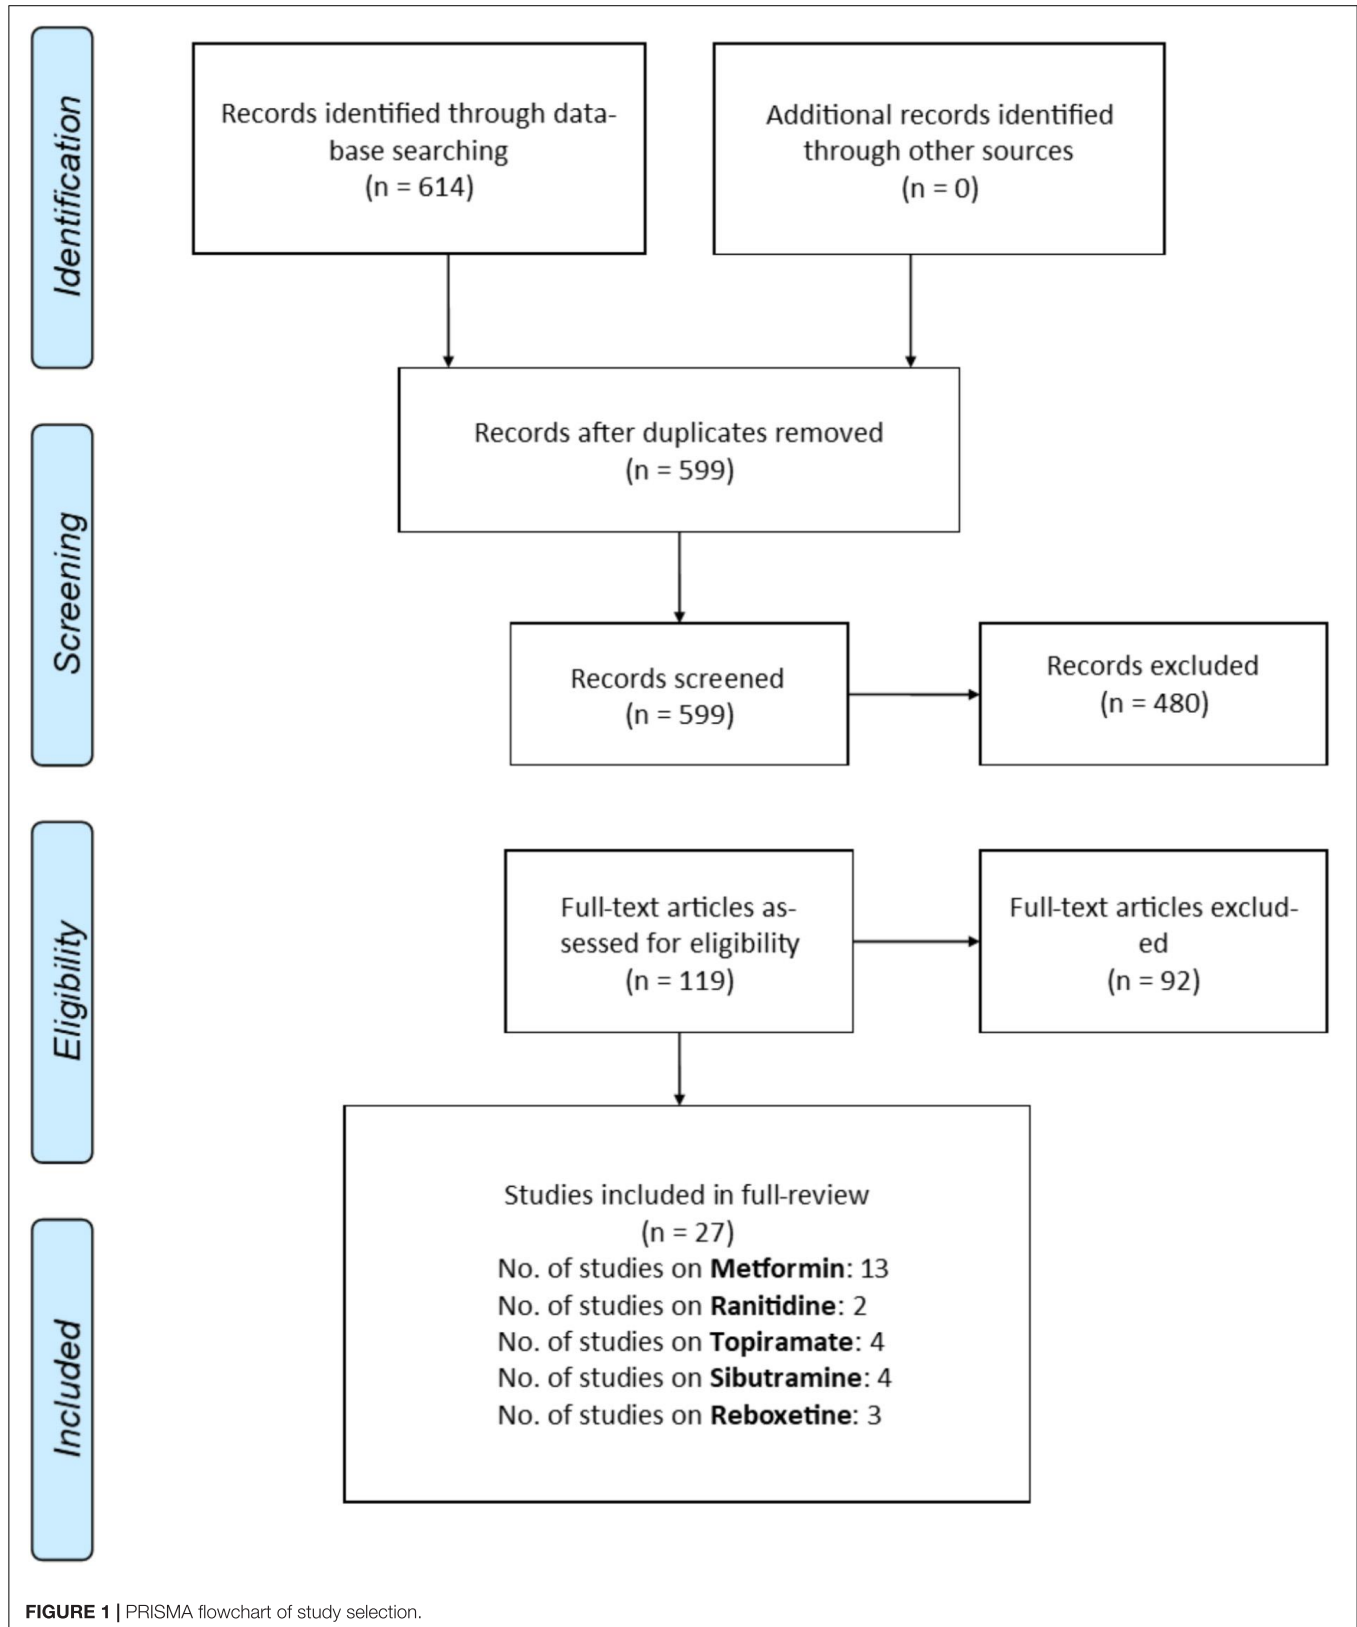 Identification
Records identified through data-
base searching
(n = 614)
Additional records identified
through other sources
(n = 0)
Records after duplicates removed
(n = 599)
Screening
Records screened
(n = 599)
Records excluded
(n = 480)
Eligibility
Full-text articles as-
sessed for eligibility
(n = 119)
Full-text articles exclud-
ed
(n = 92)
Included
Studies included in full-review
(n = 27)
No. of studies on Metformin: 13
No. of studies on Ranitidine: 2
No. of studies on Topiramate: 4
No. of studies on Sibutramine: 4
No. of studies on Reboxetine: 3
FIGURE 1 | PRISMA flowchart of study selection.